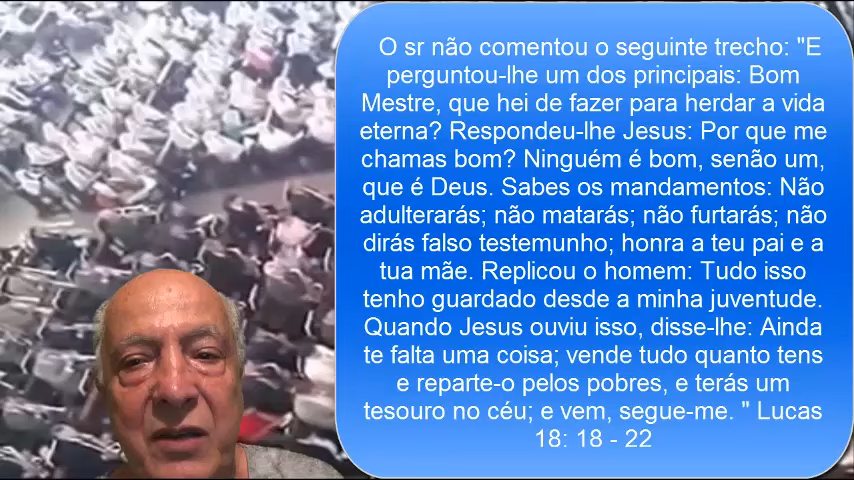 O sr não comentou o seguinte trecho: "E
perguntou-lhe um dos principais: Bom
Mestre, que hei de fazer para herdar a vida
eterna? Respondeu-lhe Jesus: Por que me
chamas bom? Ninguém é bom, senão um,
que é Deus. Sabes os mandamentos: Não
adulterarás; não matarás; não furtarás; não
dirás falso testemunho; honra a teu pai e a
tua mãe. Replicou o homem: Tudo isso
tenho guardado desde a minha juventude.
Quando Jesus ouviu isso, disse-lhe: Ainda
te falta uma coisa; vende tudo quanto tens
e reparte-o pelos pobres, e terás um
tesouro no céu; e vem, segue-me. " Lucas
18: 18 - 22